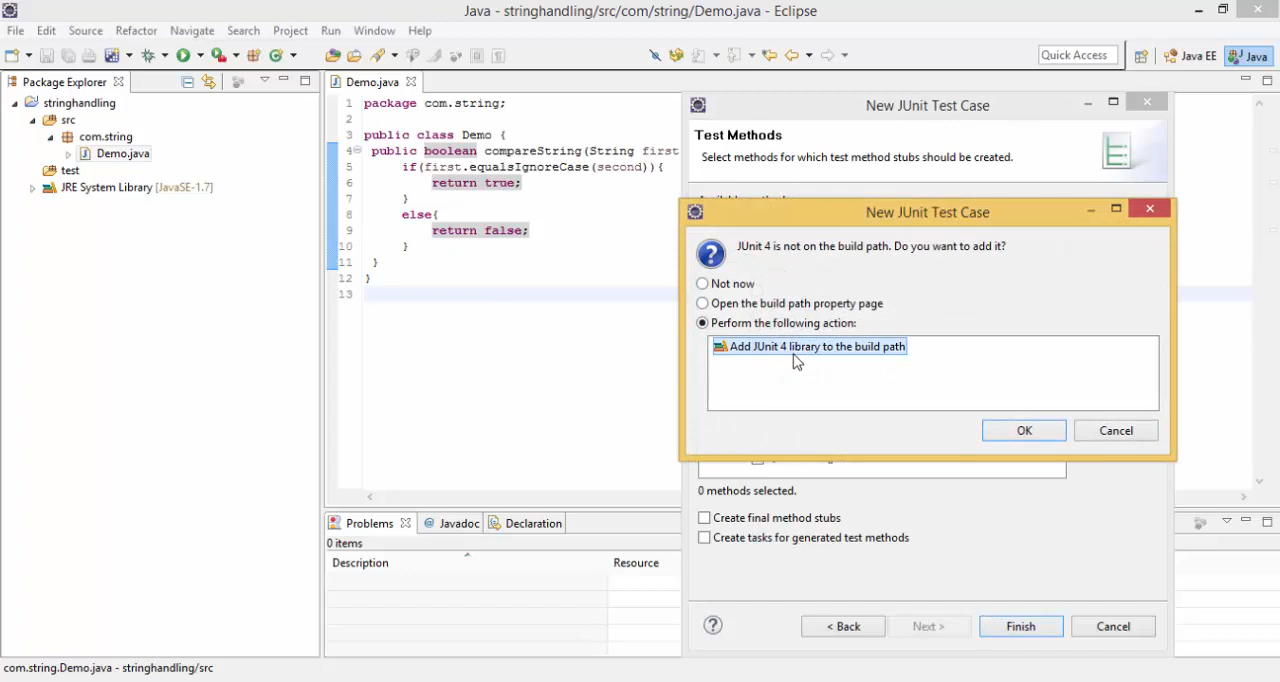 Java - stringhandling/src/com/string/Demo.java - Eclipse
File Edit Source Refactor Navigate Search Project Run Window Help
Quick Access
Java EE
Java
Package Explorer
stringhandling
src
com.string
Demo.java
test
JRE System Library [JavaSE-1.7]
Demo.java
1 package com.string;
2
3 public class Demo {
4 public boolean compareString(String first
5 if(first.equalsIgnoreCase(second)){
6 return true;
7 }
8 else{
9 return false;
10 }
11 }
12 }
13
New JUnit Test Case
Test Methods
Select methods for which test method stubs should be created.
New JUnit Test Case
JUnit 4 is not on the build path. Do you want to add it?
Not now
Open the build path property page
Perform the following action:
Add JUnit 4 library to the build path
OK Cancel
0 methods selected.
Create final method stubs
Create tasks for generated test methods
< Back Next > Finish Cancel
Problems @ Javadoc Declaration
0 items
Description Resource
com.string.Demo.java - stringhandling/src